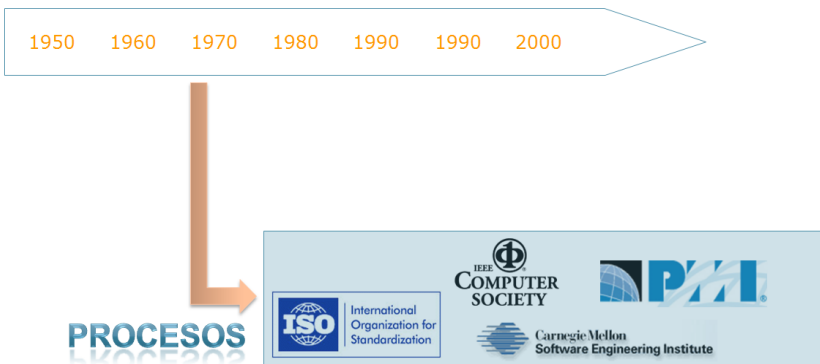 1950 1960 1970 1980 1990 1990 2000
IEEE
COMPUTER
SOCIETY
PMI
ISO
International
Organization for
Standardization
Carnegie Mellon
Software Engineering Institute
PROCESOS